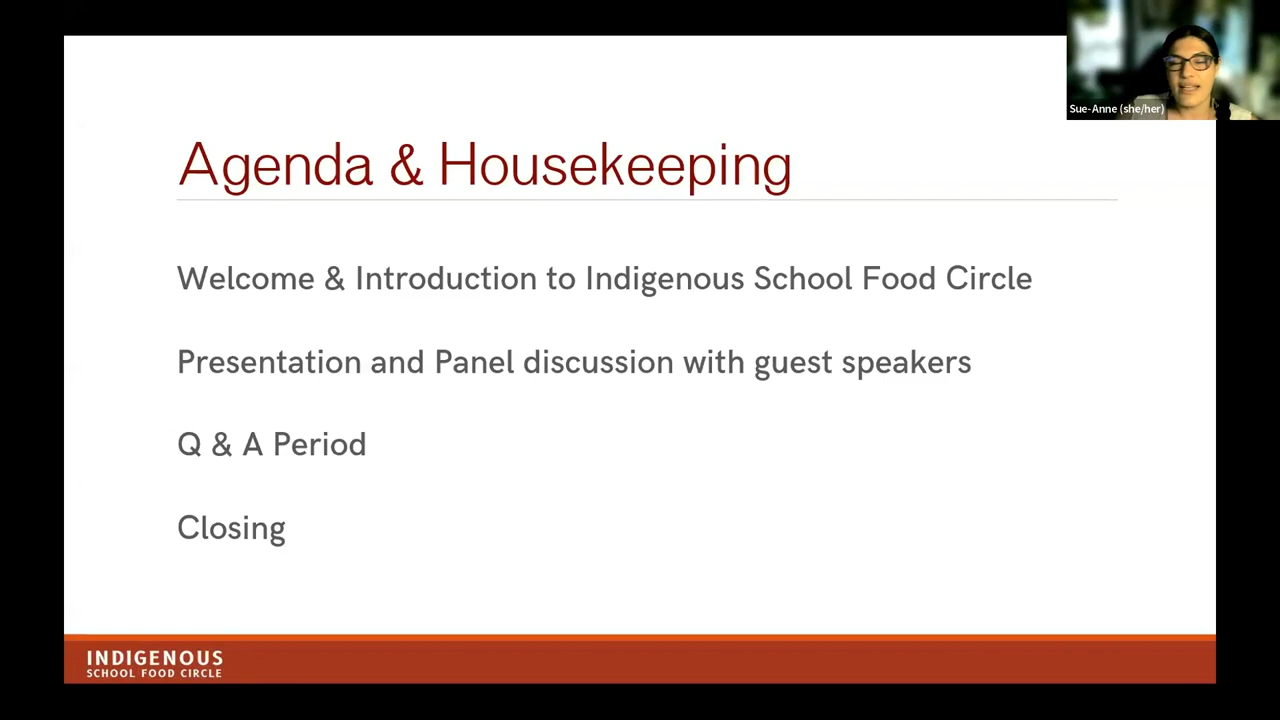 Sue-Anne (she/her)
Agenda & Housekeeping
Welcome & Introduction to Indigenous School Food Circle
Presentation and Panel discussion with guest speakers
Q & A Period
Closing
INDIGENOUS
SCHOOL FOOD CIRCLE